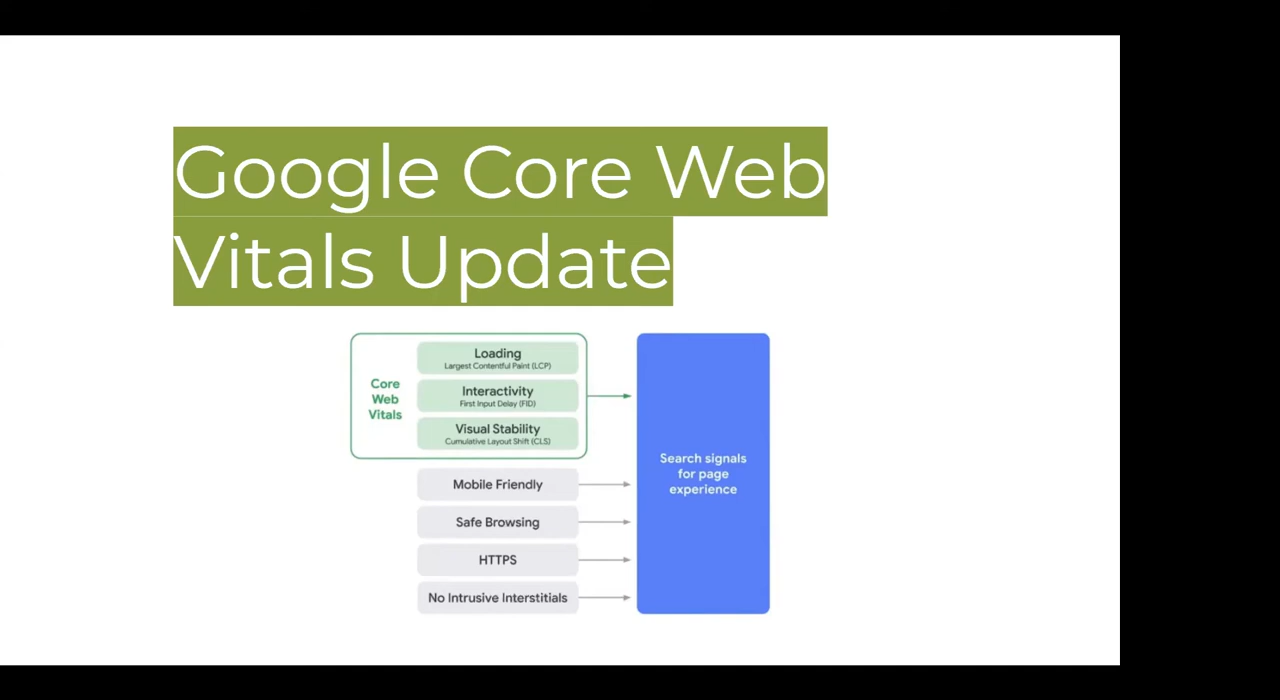 Google Core Web
Vitals Update
Core
Web
Vitals
Loading
Largest Contentful Paint (LCP)
Interactivity
First Input Delay (FID)
Visual Stability
Cumulative Layout Shift (CLS)
Mobile Friendly
Safe Browsing
HTTPS
No Intrusive Interstitials
Search signals
for page
experience